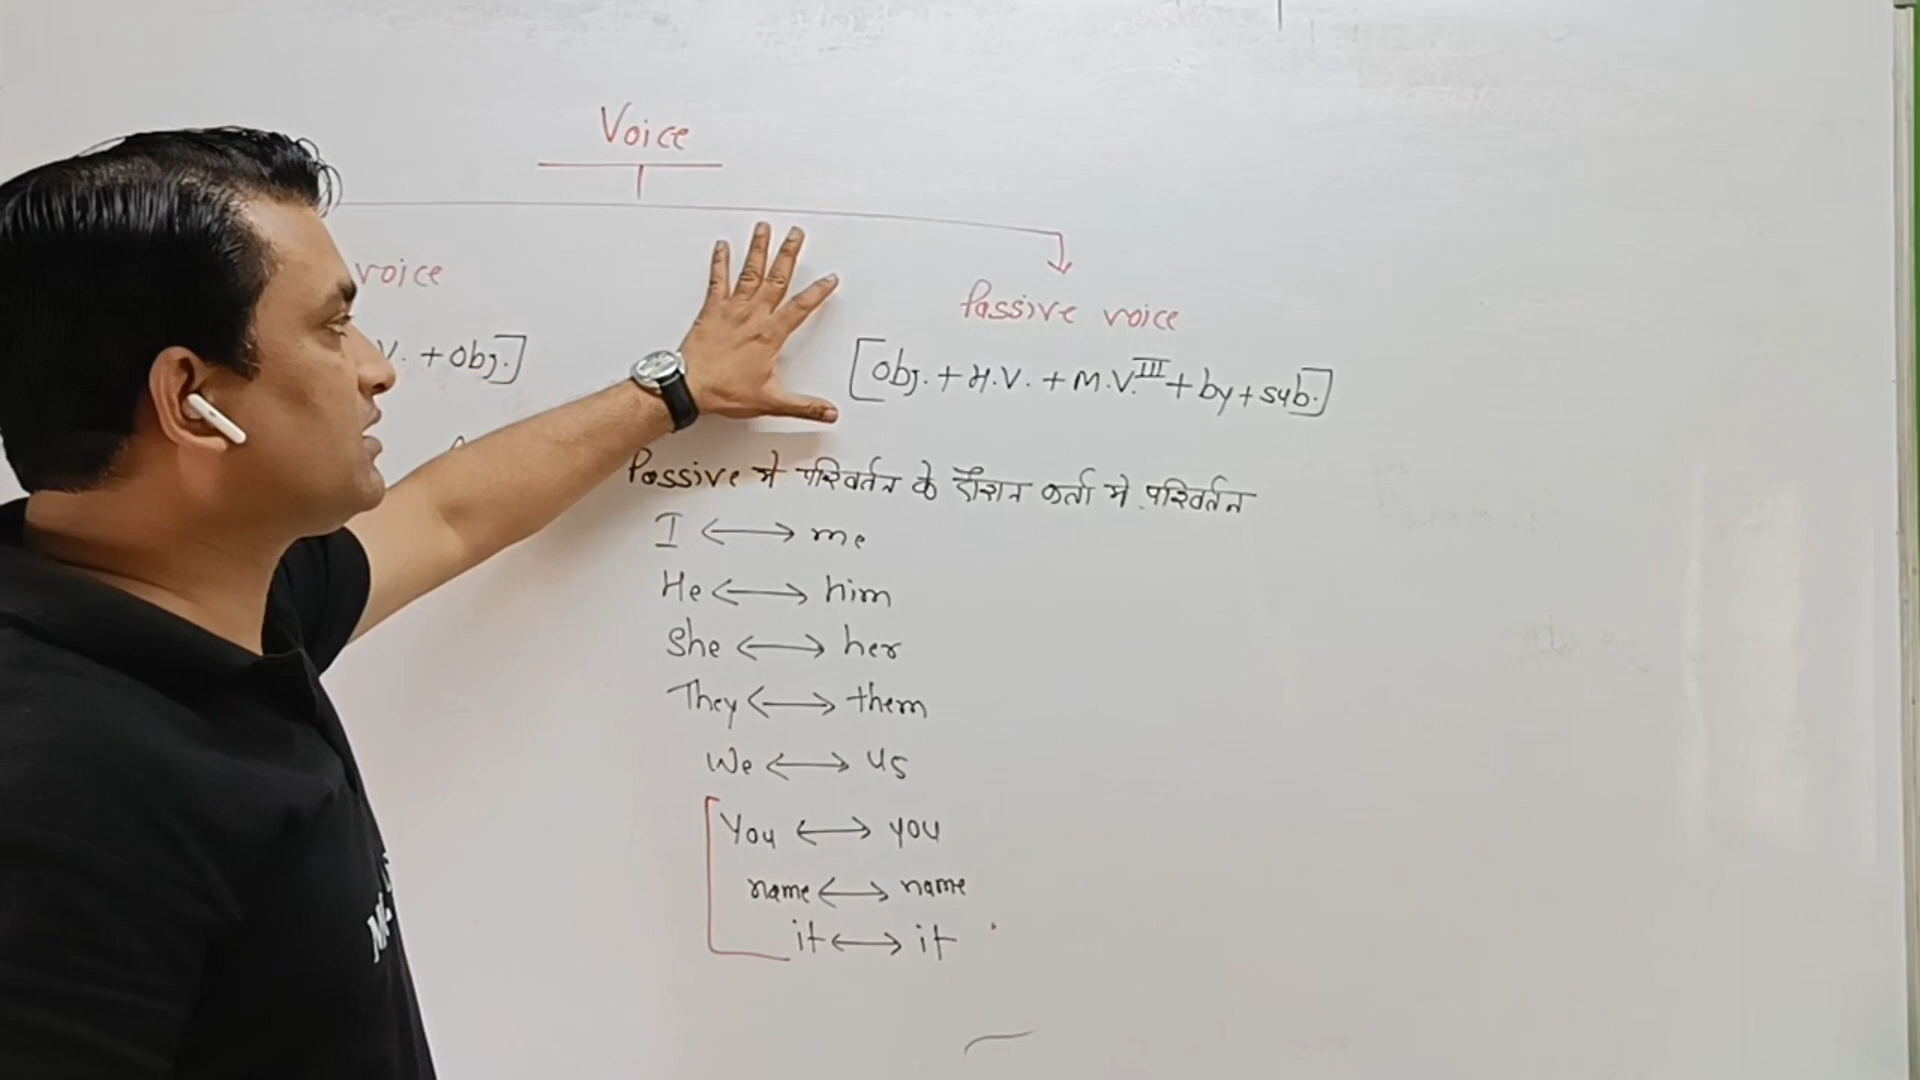 Voice
voice
Passive voice
V. + obj.]
[obj. + H.V. + M.V.III + by + sub.]
Passive मे परिवर्तन के दौरान कर्ता मे परिवर्तन
I ⟷ me
He ⟷ him
She ⟷ her
They ⟷ them
We ⟷ us
You ⟷ you
name ⟷ name
it ⟷ it